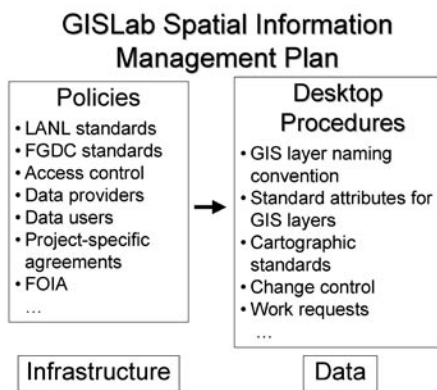 GISLab Spatial Information
Management Plan
Policies
• LANL standards
• FGDC standards
• Access control
• Data providers
• Data users
• Project-specific
agreements
• FOIA
…
Desktop
Procedures
• GIS layer naming
convention
• Standard attributes for
GIS layers
• Cartographic
standards
• Change control
• Work requests
…
Infrastructure
Data